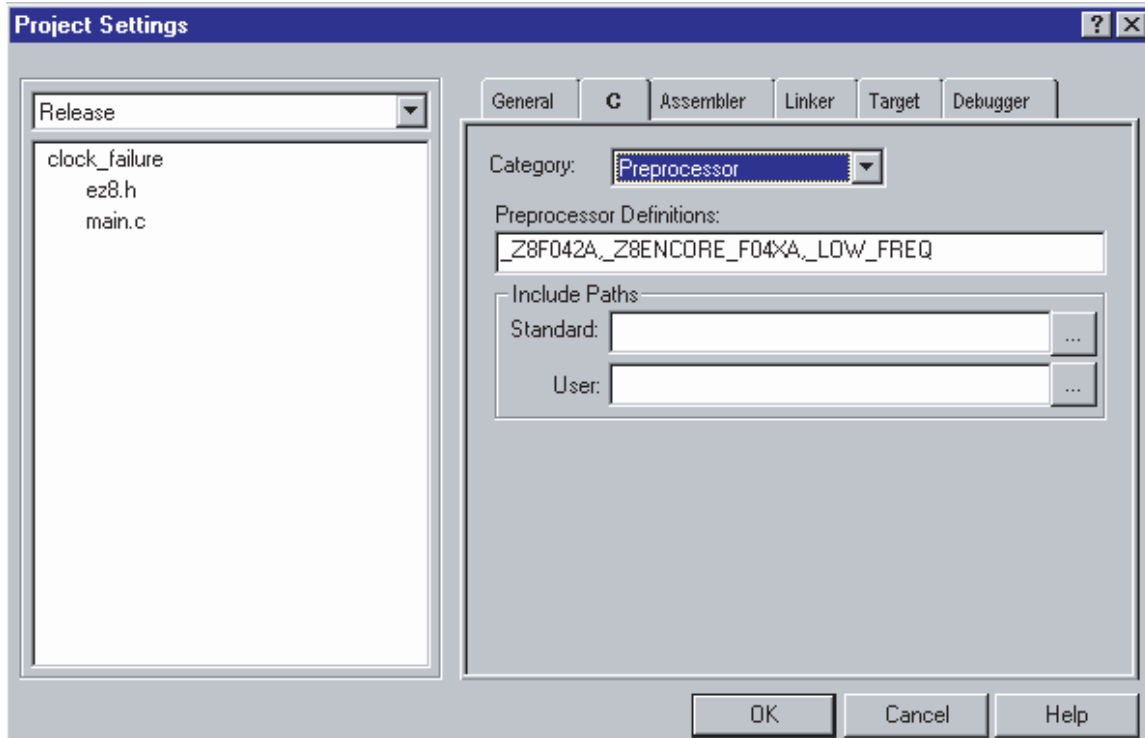 Project Settings
Release
clock_failure
ez8.h
main.c
General C Assembler Linker Target Debugger
Category: Preprocessor
Preprocessor Definitions:
_Z8F042A,_Z8ENCORE_F04XA,_LOW_FREQ
Include Paths
Standard: ...
User: ...
OK Cancel Help